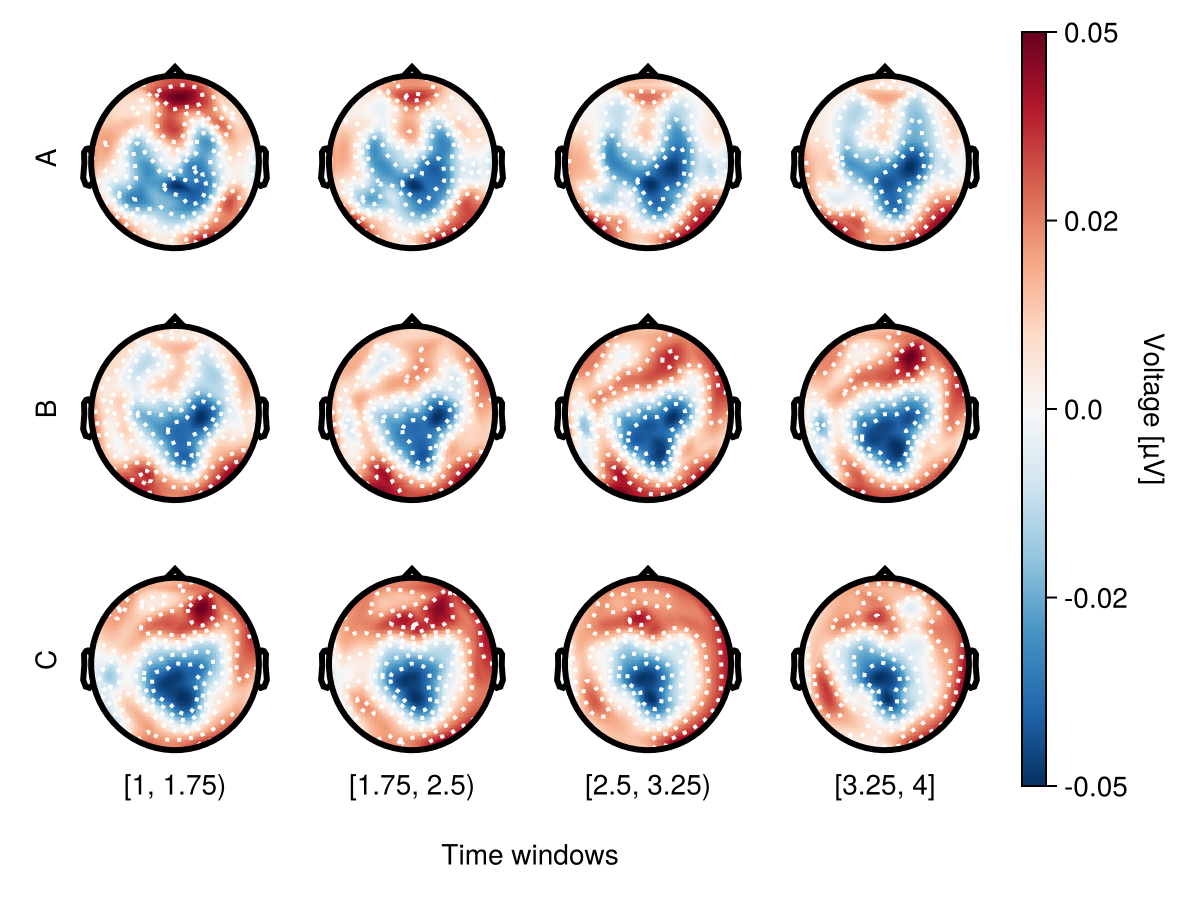 A
B
C
[1, 1.75)
[1.75, 2.5)
[2.5, 3.25)
[3.25, 4]
Time windows
0.05
0.02
0.0
-0.02
-0.05
Voltage [µV]